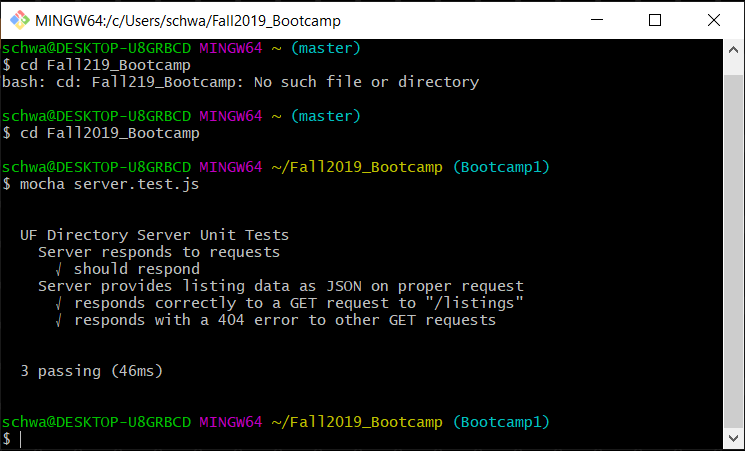 MINGW64:/c/Users/schwa/Fall2019_Bootcamp
schwa@DESKTOP-U8GRBCD MINGW64 ~ (master)
$ cd Fall219_Bootcamp
bash: cd: Fall219_Bootcamp: No such file or directory
schwa@DESKTOP-U8GRBCD MINGW64 ~ (master)
$ cd Fall2019_Bootcamp
schwa@DESKTOP-U8GRBCD MINGW64 ~/Fall2019_Bootcamp (Bootcamp1)
$ mocha server.test.js
UF Directory Server Unit Tests
Server responds to requests
√ should respond
Server provides listing data as JSON on proper request
√ responds correctly to a GET request to "/listings"
√ responds with a 404 error to other GET requests
3 passing (46ms)
schwa@DESKTOP-U8GRBCD MINGW64 ~/Fall2019_Bootcamp (Bootcamp1)
$